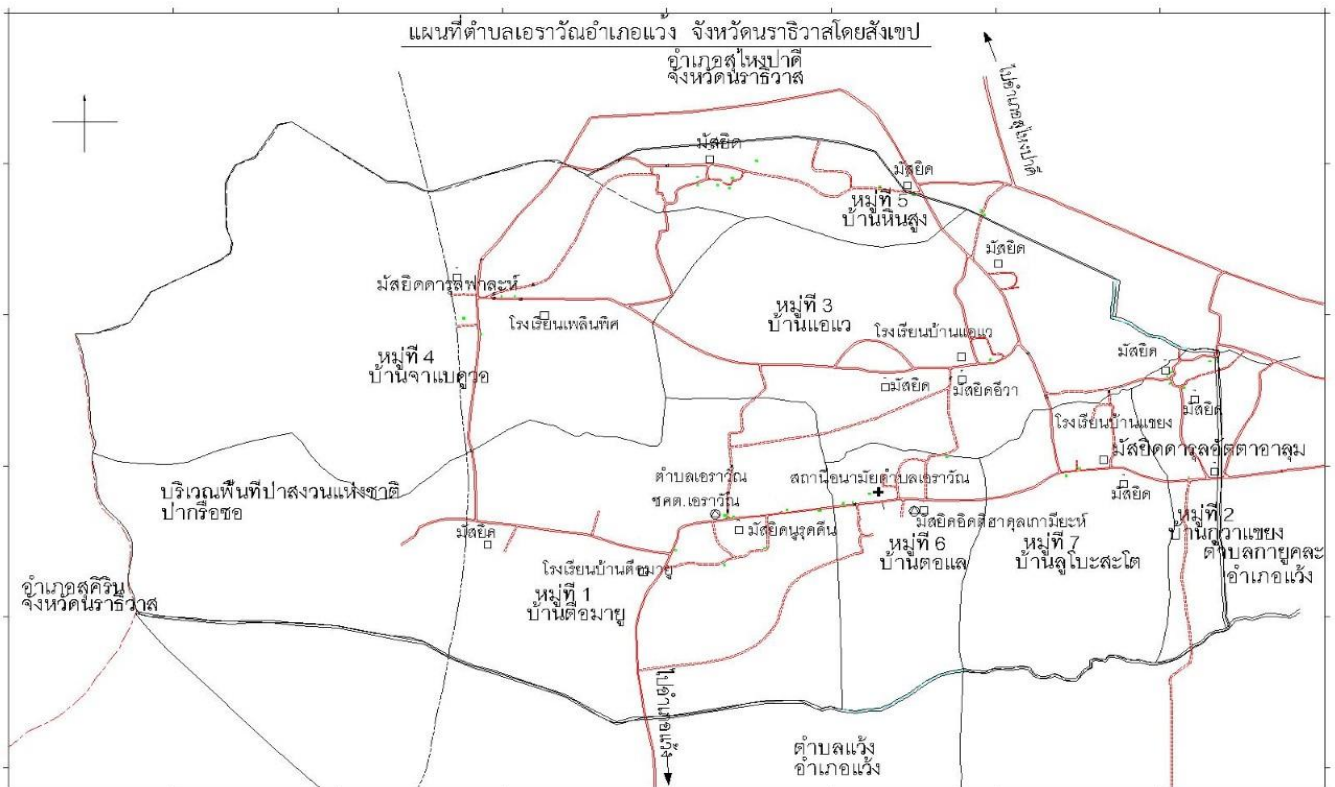 แผนที่ตำบลเอราวัณอำเภอแว้ง จังหวัดนราธิวาสโดยสังเขป
อำเภอสุไหงปาดี
จังหวัดนราธิวาส
ไปอำเภอสุไหงปาดี
มัสยิด
มัสยิด
หมู่ที่ 5
บ้านหินสูง
มัสยิด
มัสยิดดารุลฟาละห์
โรงเรียนเพลินพิศ
หมู่ที่ 3
บ้านแอแว
โรงเรียนบ้านแอแว
หมู่ที่ 4
บ้านจาแบคูวอ
มัสยิด
มัสยิดอีวา
มัสยิด
มัสยิด
โรงเรียนบ้านแขยง
มัสยิดดารุลอัตตาอาลุม
บริเวณพื้นที่ป่าสงวนแห่งชาติ
ป่ากรือซอ
ตำบลเอราวัณ
ชคต.เอราวัณ
สถานีอนามัยตำบลเอราวัณ
มัสยิด
มัสยิด
มัสยิดนูรุดดีน
หมู่ที่ 6
บ้านตอแล
หมู่ที่ 7
บ้านลูโบะสะโต
หมู่ที่ 2
บ้านกูวาแขยง
ตำบลกายูคละ
อำเภอแว้ง
โรงเรียนบ้านตือมายู
หมู่ที่ 1
บ้านตือมายู
อำเภอสุคิริน
จังหวัดนราธิวาส
ไปอำเภอแว้ง
ตำบลแว้ง
อำเภอแว้ง